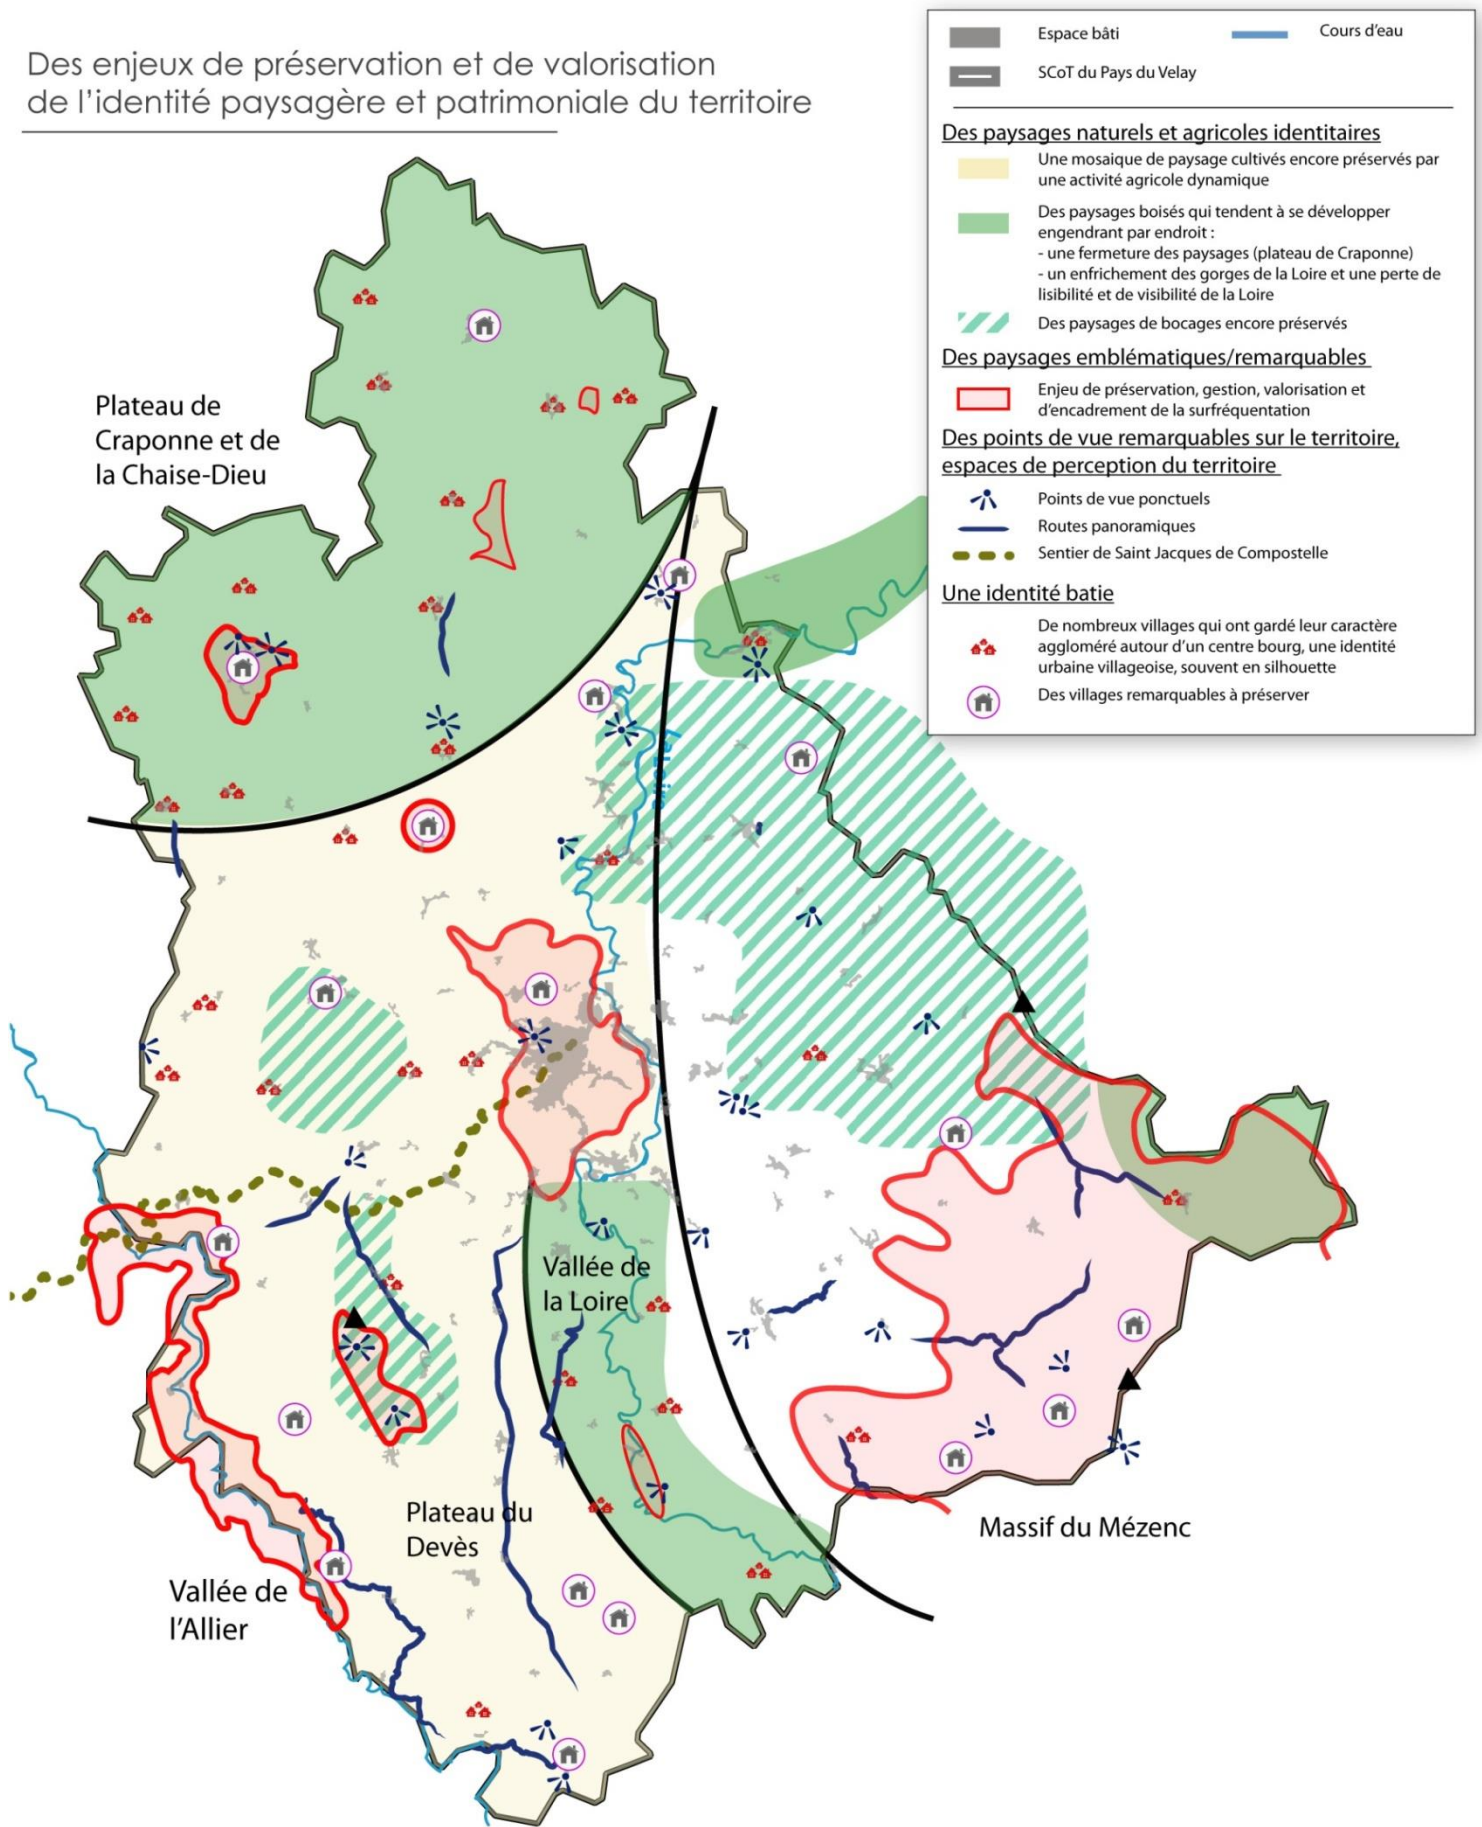 Des enjeux de préservation et de valorisation
de l'identité paysagère et patrimoniale du territoire
Espace bâti
Cours d'eau
SCoT du Pays du Velay
Des paysages naturels et agricoles identitaires
Une mosaique de paysage cultivés encore préservés par
une activité agricole dynamique
Des paysages boisés qui tendent à se développer
engendrant par endroit :
- une fermeture des paysages (plateau de Craponne)
- un enfrichement des gorges de la Loire et une perte de
lisibilité et de visibilité de la Loire
Des paysages de bocages encore préservés
Des paysages emblématiques/remarquables
Enjeu de préservation, gestion, valorisation et
d'encadrement de la surfréquentation
Des points de vue remarquables sur le territoire,
espaces de perception du territoire
Points de vue ponctuels
Routes panoramiques
Sentier de Saint Jacques de Compostelle
Une identité batie
De nombreux villages qui ont gardé leur caractère
aggloméré autour d'un centre bourg, une identité
urbaine villageoise, souvent en silhouette
Des villages remarquables à préserver
Plateau de
Craponne et de
la Chaise-Dieu
La Loire
Vallée de
la Loire
Plateau du
Devès
Massif du Mézenc
Vallée de
l'Allier